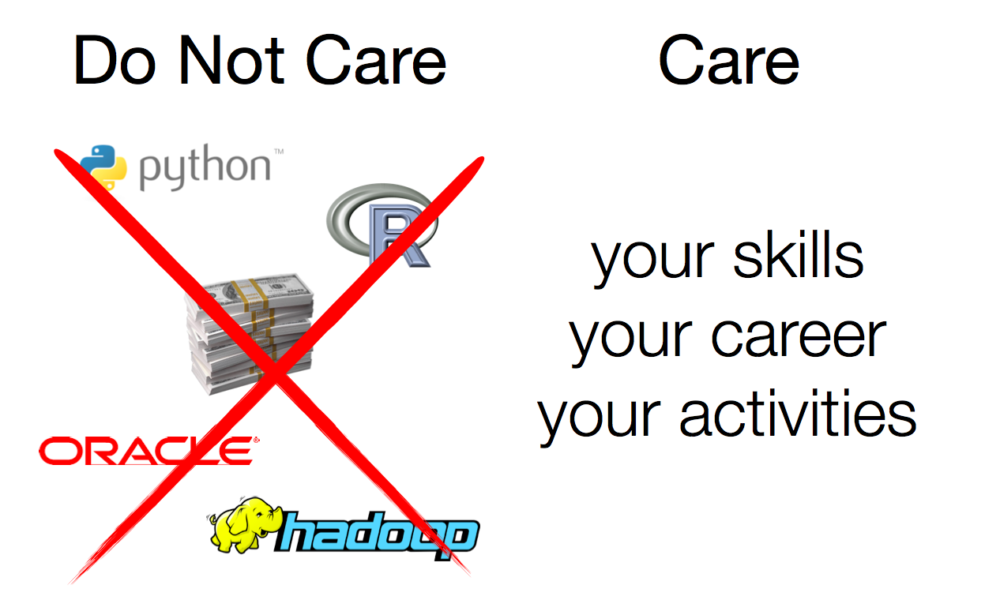 Do Not Care
python™
R
ORACLE®
hadoop
Care
your skills
your career
your activities